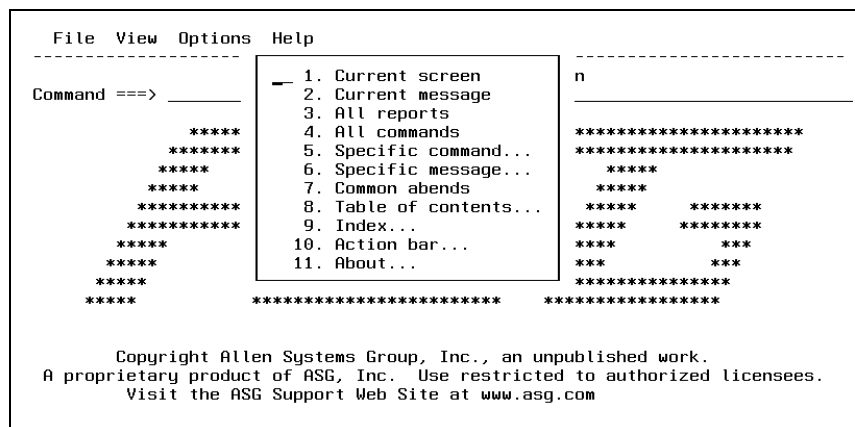 File  View  Options  Help
n
Command ===> _______
1. Current screen
2. Current message
3. All reports
4. All commands
5. Specific command...
6. Specific message...
7. Common abends
8. Table of contents...
9. Index...
10. Action bar...
11. About...
Copyright Allen Systems Group, Inc., an unpublished work.
A proprietary product of ASG, Inc.  Use restricted to authorized licensees.
Visit the ASG Support Web Site at www.asg.com